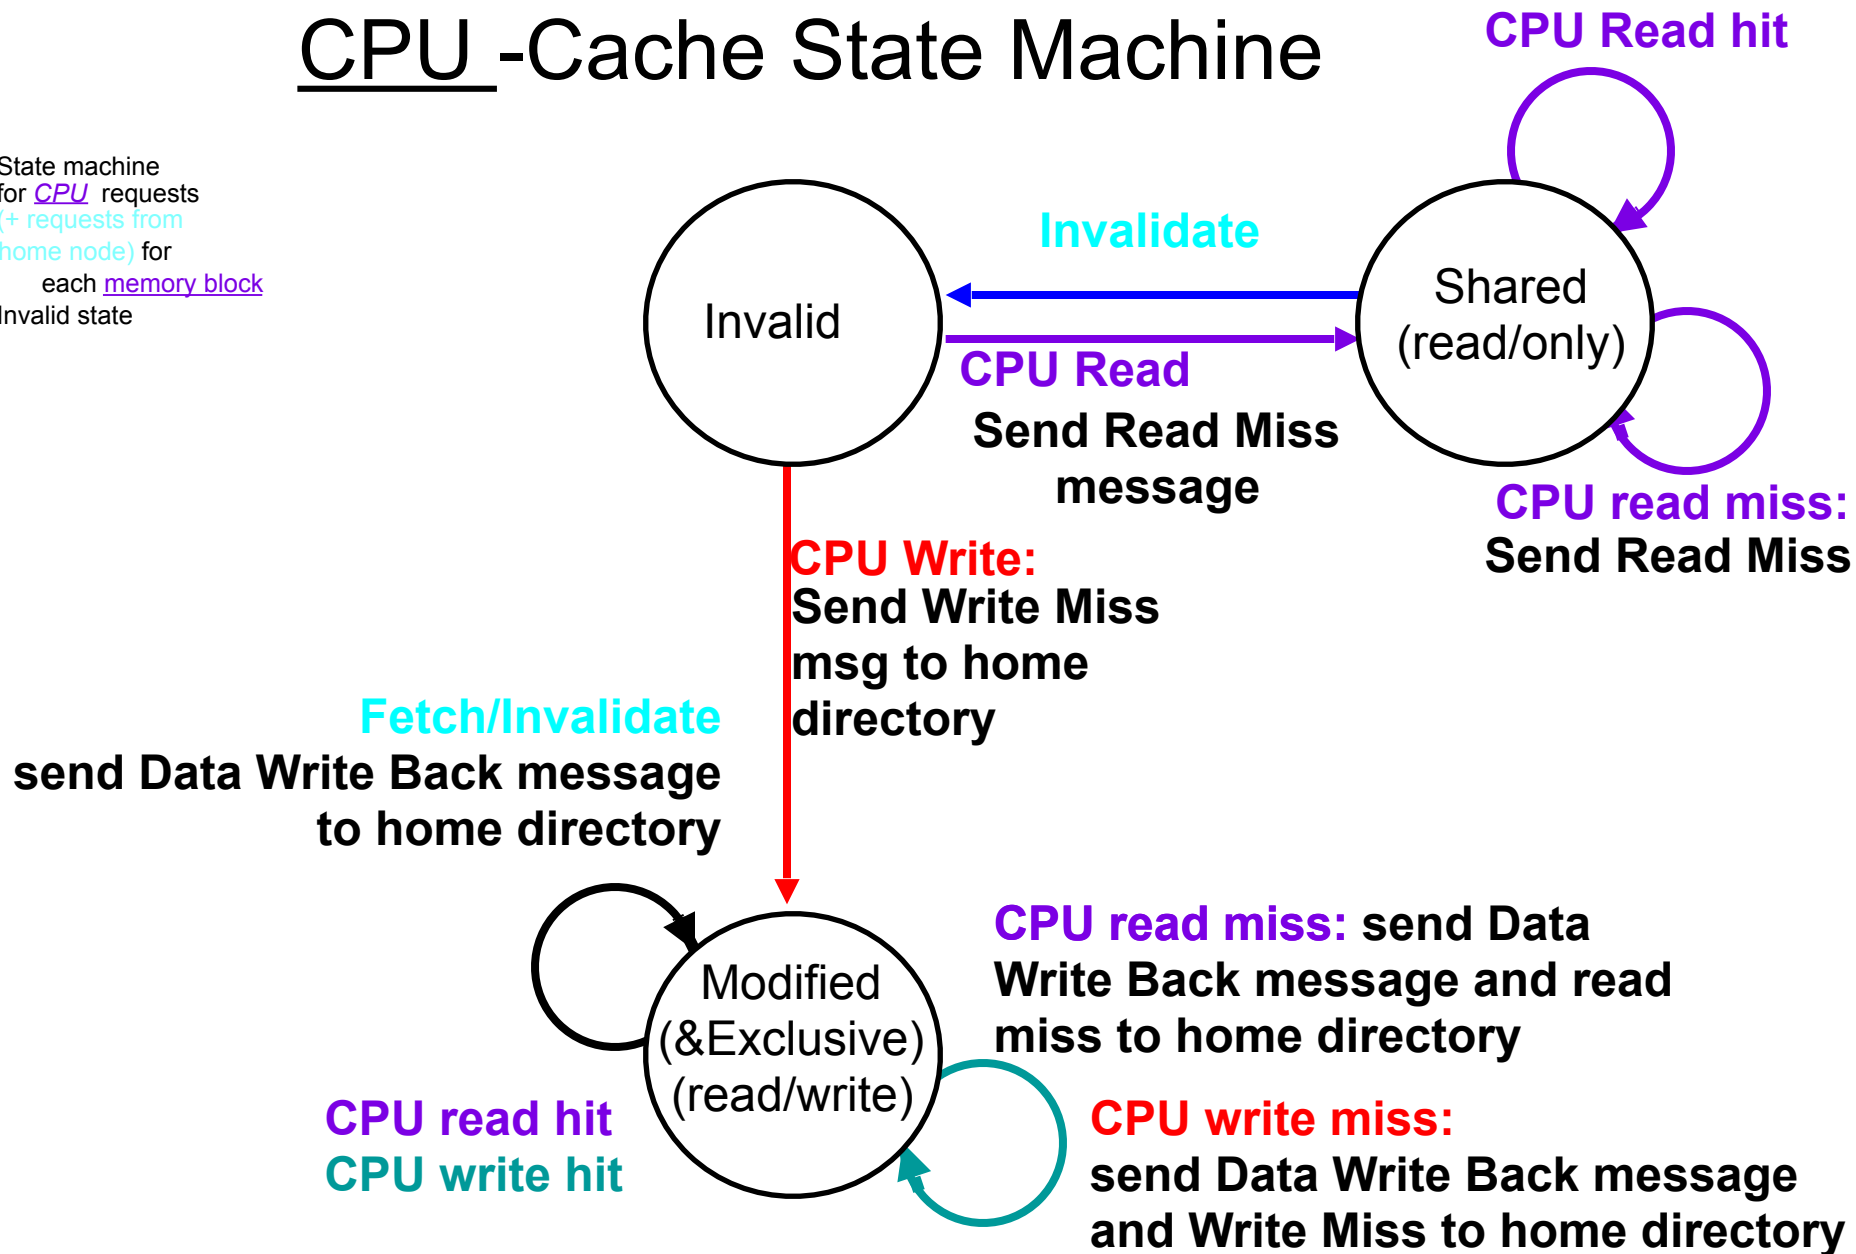 CPU -Cache State Machine
CPU Read hit
State machine
for CPU requests
(+ requests from
home node) for
each memory block
Invalid state
Invalidate
Invalid
Shared
(read/only)
CPU Read
Send Read Miss
message
CPU read miss:
Send Read Miss
CPU Write:
Send Write Miss
msg to home
directory
Fetch/Invalidate
send Data Write Back message
to home directory
Modified
(&Exclusive)
(read/write)
CPU read miss: send Data
Write Back message and read
miss to home directory
CPU read hit
CPU write hit
CPU write miss:
send Data Write Back message
and Write Miss to home directory